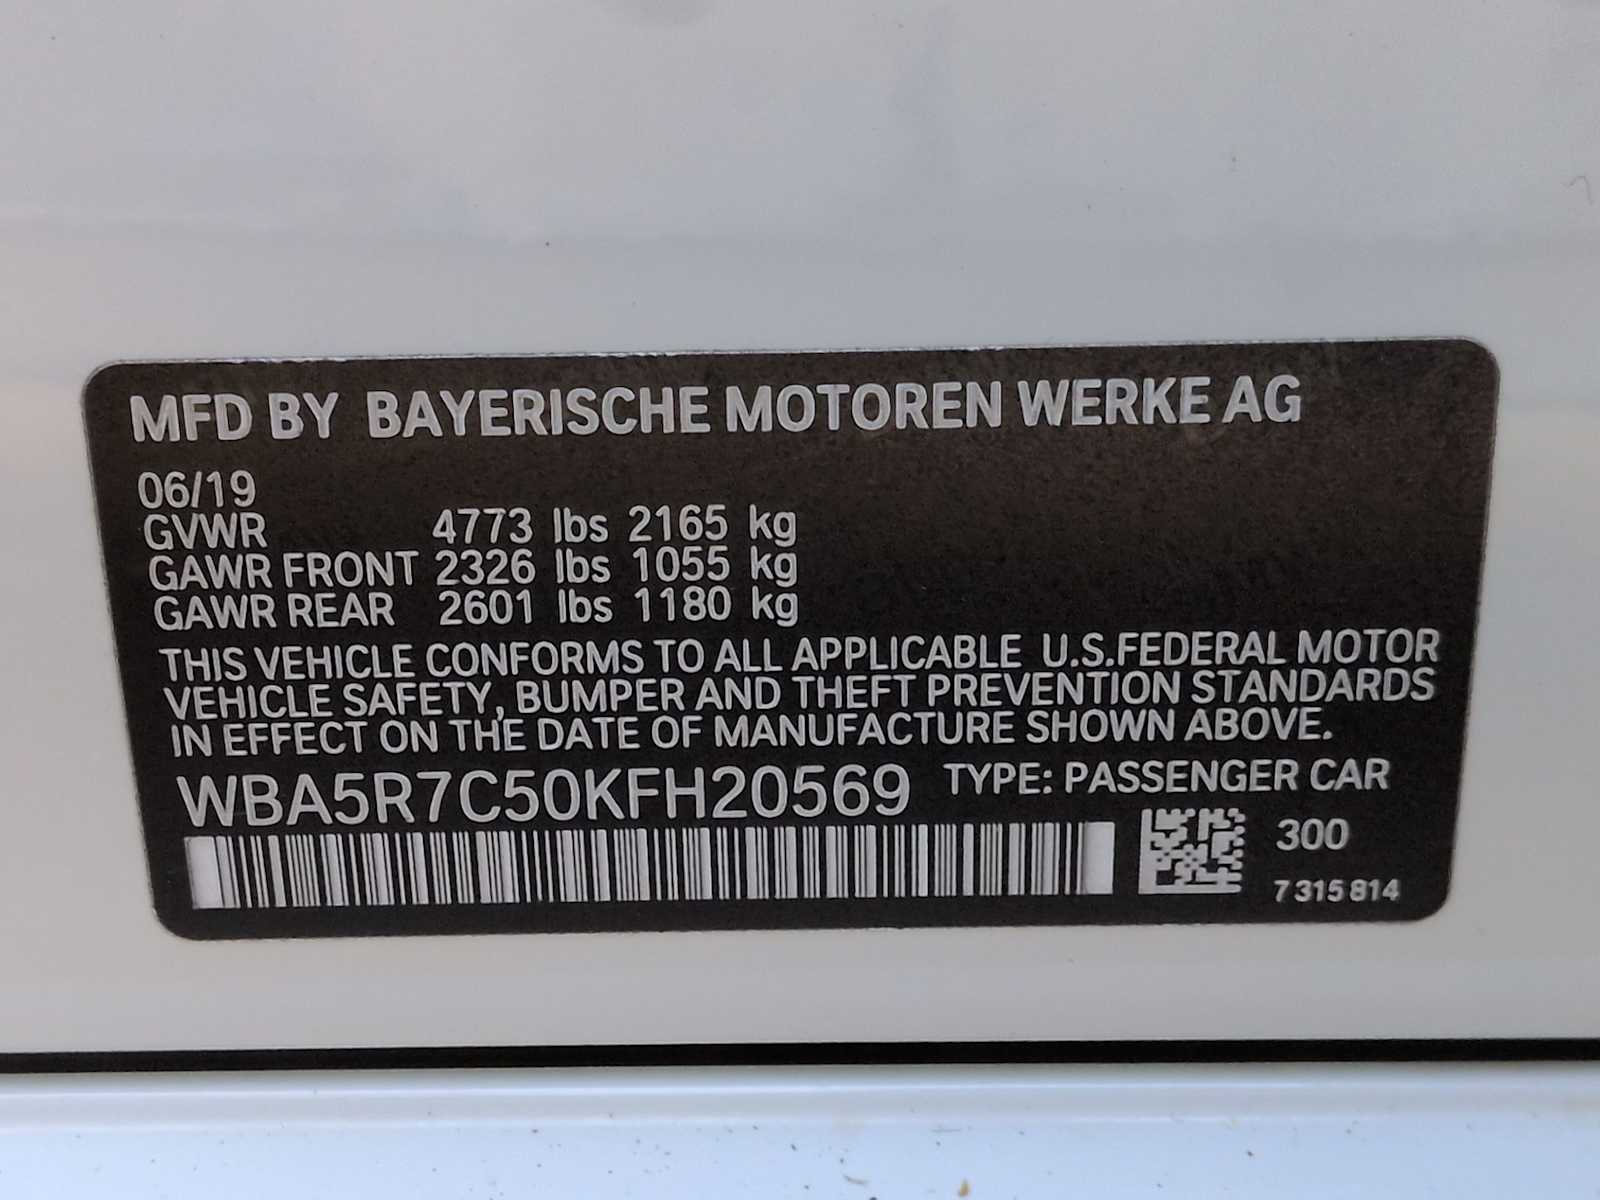 MFD BY BAYERISCHE MOTOREN WERKE AG
06/19
GVWR 4773 lbs 2165 kg
GAWR FRONT 2326 lbs 1055 kg
GAWR REAR 2601 lbs 1180 kg
THIS VEHICLE CONFORMS TO ALL APPLICABLE U.S.FEDERAL MOTOR
VEHICLE SAFETY, BUMPER AND THEFT PREVENTION STANDARDS
IN EFFECT ON THE DATE OF MANUFACTURE SHOWN ABOVE.
WBA5R7C50KFH20569 TYPE: PASSENGER CAR
300
7 315 814